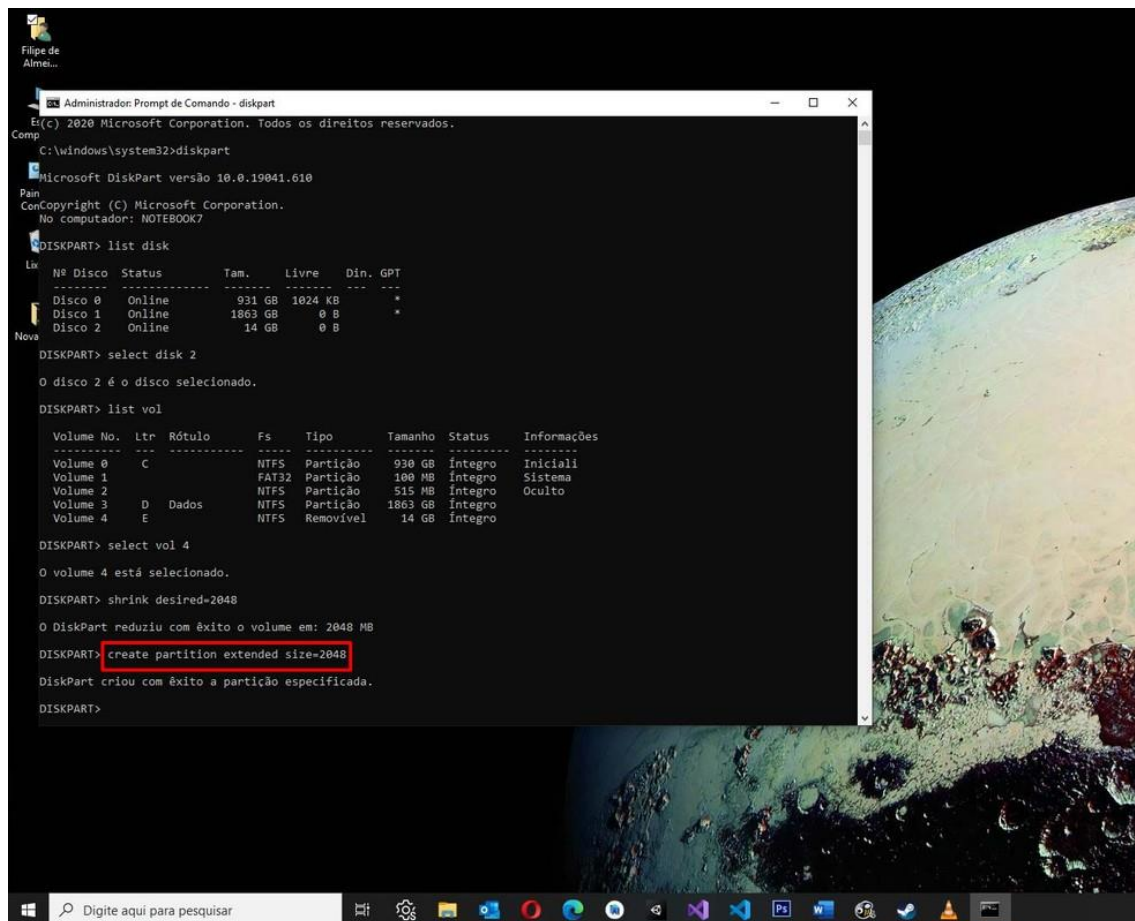 Filipe de
Almei...
Administrador: Prompt de Comando - diskpart
(c) 2020 Microsoft Corporation. Todos os direitos reservados.
C:\windows\system32>diskpart
Microsoft DiskPart versão 10.0.19041.610
Copyright (C) Microsoft Corporation.
No computador: NOTEBOOK7
DISKPART> list disk
Nº Disco Status Tam. Livre Din. GPT
-------- ------------- ------- ------- --- ---
Disco 0 Online 931 GB 1024 KB *
Disco 1 Online 1863 GB 0 B *
Disco 2 Online 14 GB 0 B
DISKPART> select disk 2
O disco 2 é o disco selecionado.
DISKPART> list vol
Volume No. Ltr Rótulo Fs Tipo Tamanho Status Informações
---------- --- ----------- ----- ---------- ------- --------- --------
Volume 0 C NTFS Partição 930 GB Íntegro Iniciali
Volume 1 FAT32 Partição 100 MB Íntegro Sistema
Volume 2 NTFS Partição 515 MB Íntegro Oculto
Volume 3 D Dados NTFS Partição 1863 GB Íntegro
Volume 4 E NTFS Removível 14 GB Íntegro
DISKPART> select vol 4
O volume 4 está selecionado.
DISKPART> shrink desired=2048
O DiskPart reduziu com êxito o volume em: 2048 MB
DISKPART> create partition extended size=2048
DiskPart criou com êxito a partição especificada.
DISKPART>
Digite aqui para pesquisar
Ps